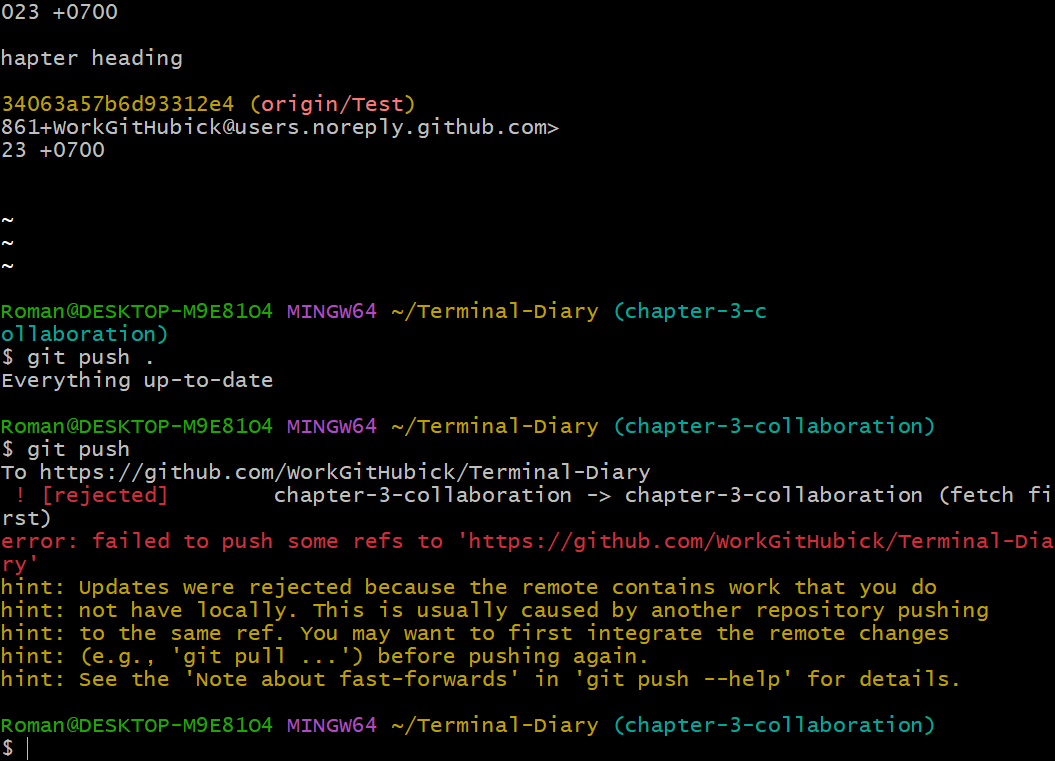 023 +0700
hapter heading
34063a57b6d93312e4 (origin/Test)
861+WorkGitHubick@users.noreply.github.com>
23 +0700
~
~
~
Roman@DESKTOP-M9E81O4 MINGW64 ~/Terminal-Diary (chapter-3-c
ollaboration)
$ git push .
Everything up-to-date
Roman@DESKTOP-M9E81O4 MINGW64 ~/Terminal-Diary (chapter-3-collaboration)
$ git push
To https://github.com/WorkGitHubick/Terminal-Diary
 ! [rejected]        chapter-3-collaboration -> chapter-3-collaboration (fetch fi
rst)
error: failed to push some refs to 'https://github.com/WorkGitHubick/Terminal-Dia
ry'
hint: Updates were rejected because the remote contains work that you do
hint: not have locally. This is usually caused by another repository pushing
hint: to the same ref. You may want to first integrate the remote changes
hint: (e.g., 'git pull ...') before pushing again.
hint: See the 'Note about fast-forwards' in 'git push --help' for details.
Roman@DESKTOP-M9E81O4 MINGW64 ~/Terminal-Diary (chapter-3-collaboration)
$